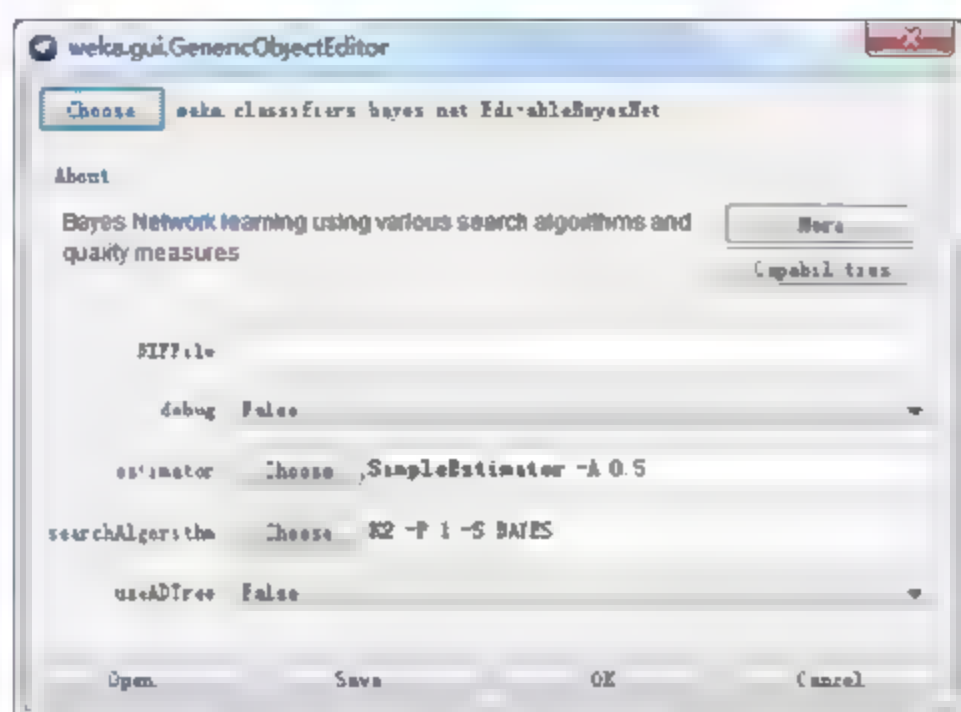 weka.gui.GenericObjectEditor
Choose weka.classifiers.bayes.net.EditableBayesNet
About
Bayes Network learning using various search algorithms and
quality measures
More
Capabilities
BIFFile
debug False
estimator Choose SimpleEstimator -A 0.5
searchAlgorithm Choose K2 -P 1 -S BAYES
useADTree False
Open Save OK Cancel